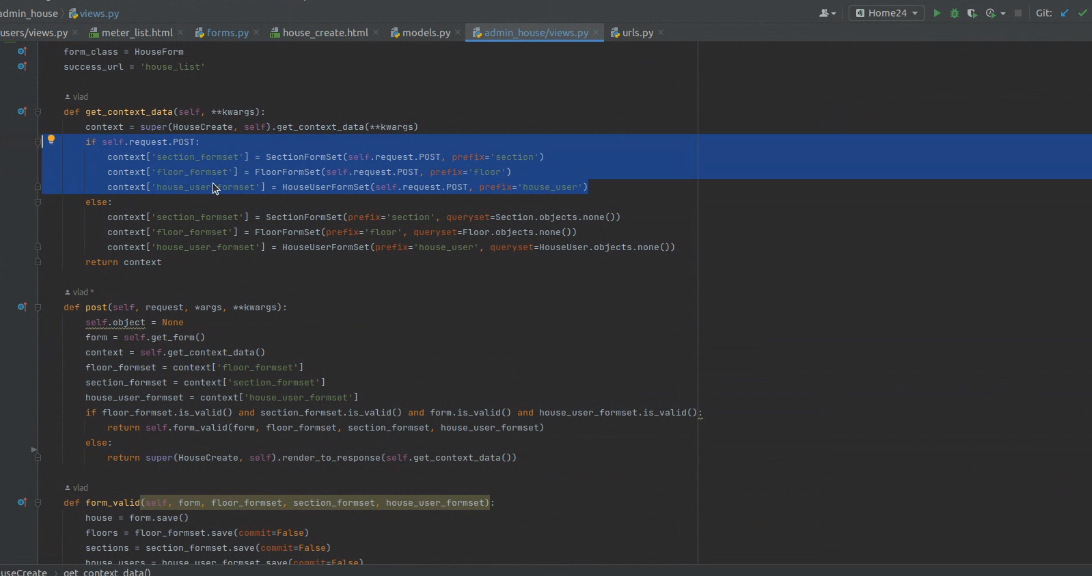 admin_house
views.py
Home24
Git:
users/views.py
meter_list.html
forms.py
house_create.html
models.py
admin_house/views.py
urls.py
form_class = HouseForm
success_url = 'house_list'
vlad
def get_context_data(self, **kwargs):
context = super(HouseCreate, self).get_context_data(**kwargs)
if self.request.POST:
context['section_formset'] = SectionFormSet(self.request.POST, prefix='section')
context['floor_formset'] = FloorFormSet(self.request.POST, prefix='floor')
context['house_user_formset'] = HouseUserFormSet(self.request.POST, prefix='house_user')
else:
context['section_formset'] = SectionFormSet(prefix='section', queryset=Section.objects.none())
context['floor_formset'] = FloorFormSet(prefix='floor', queryset=Floor.objects.none())
context['house_user_formset'] = HouseUserFormSet(prefix='house_user', queryset=HouseUser.objects.none())
return context
vlad *
def post(self, request, *args, **kwargs):
self.object = None
form = self.get_form()
context = self.get_context_data()
floor_formset = context['floor_formset']
section_formset = context['section_formset']
house_user_formset = context['house_user_formset']
if floor_formset.is_valid() and section_formset.is_valid() and form.is_valid() and house_user_formset.is_valid():
return self.form_valid(form, floor_formset, section_formset, house_user_formset)
else:
return super(HouseCreate, self).render_to_response(self.get_context_data())
vlad
def form_valid(self, form, floor_formset, section_formset, house_user_formset):
house = form.save()
floors = floor_formset.save(commit=False)
sections = section_formset.save(commit=False)
house_users = house_user_formset.save(commit=False)
ouseCreate
get_context_data()